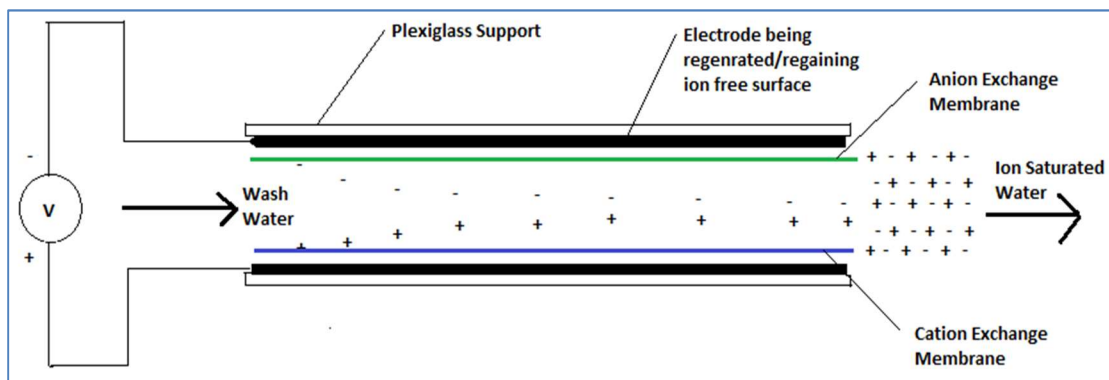 Plexiglass Support
Electrode being
regenrated/regaining
ion free surface
Anion Exchange
Membrane
-
V
+
Wash
Water
- - - - - - - -
+ + + + + + + +
+ - + - + -
- + - + - +
+ - + - + -
- + - + - +
+ - + - + -
Ion Saturated
Water
Cation Exchange
Membrane